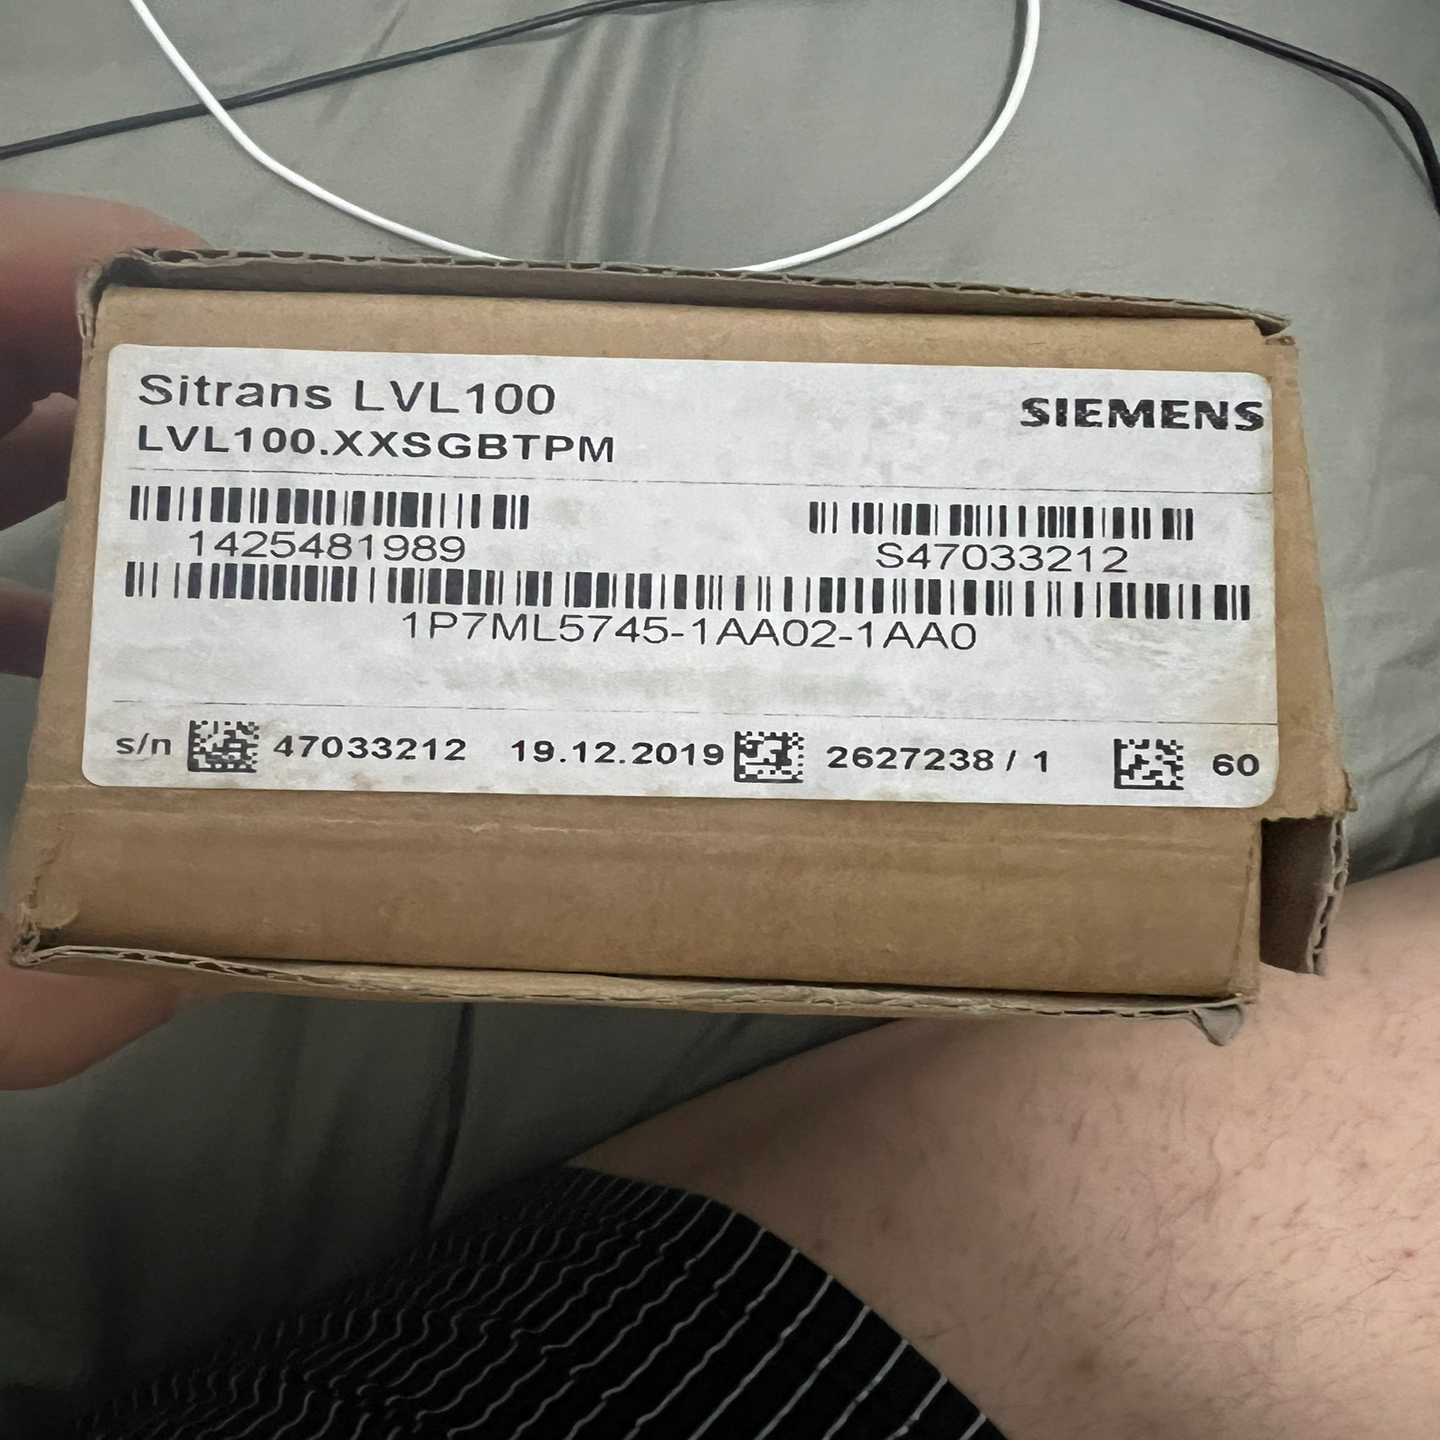 Sitrans LVL100
SIEMENS
LVL100.XXSGBTPM
1425481989
S47033212
1P7ML5745-1AA02-1AA0
s/n 47033212 19.12.2019 2627238 / 1 60